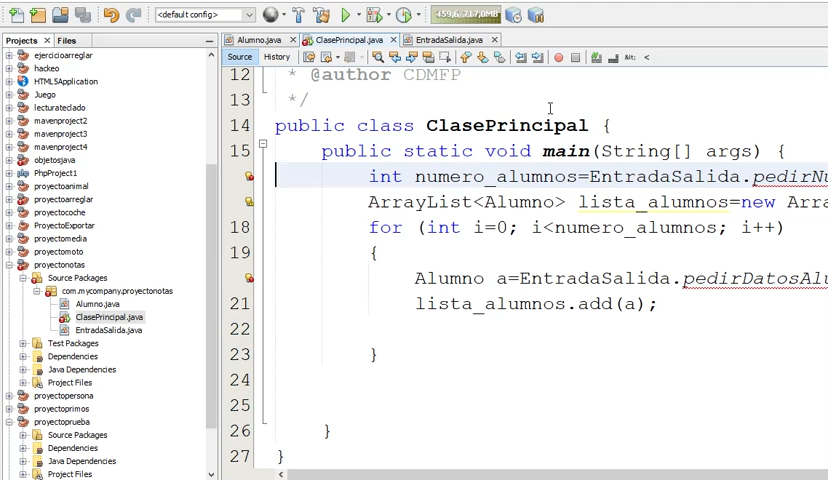 <default config>
459,6/717,0MB
Projects
Files
Alumno.java
ClasePrincipal.java
EntradaSalida.java
Source
History
ejercicioarreglar
hackeo
HTML5Application
Juego
lecturateclado
mavenproject2
mavenproject3
mavenproject4
objetosjava
PhpProject1
proyectoanimal
proyectoarreglar
proyectocoche
ProyectoExportar
proyectomedia
proyectomoto
proyectonotas
Source Packages
com.mycompany.proyectonotas
Alumno.java
ClasePrincipal.java
EntradaSalida.java
Test Packages
Dependencies
Java Dependencies
Project Files
proyectopersona
proyectoprimos
proyectoprueba
Source Packages
Dependencies
Java Dependencies
Project Files
12 * @author CDMFP
13 */
14 public class ClasePrincipal {
15 public static void main(String[] args) {
int numero_alumnos=EntradaSalida.pedirNu
ArrayList<Alumno> lista_alumnos=new Arra
18 for (int i=0; i<numero_alumnos; i++)
19 {
Alumno a=EntradaSalida.pedirDatosAlu
21 lista_alumnos.add(a);
22
23 }
24
25
26 }
27 }